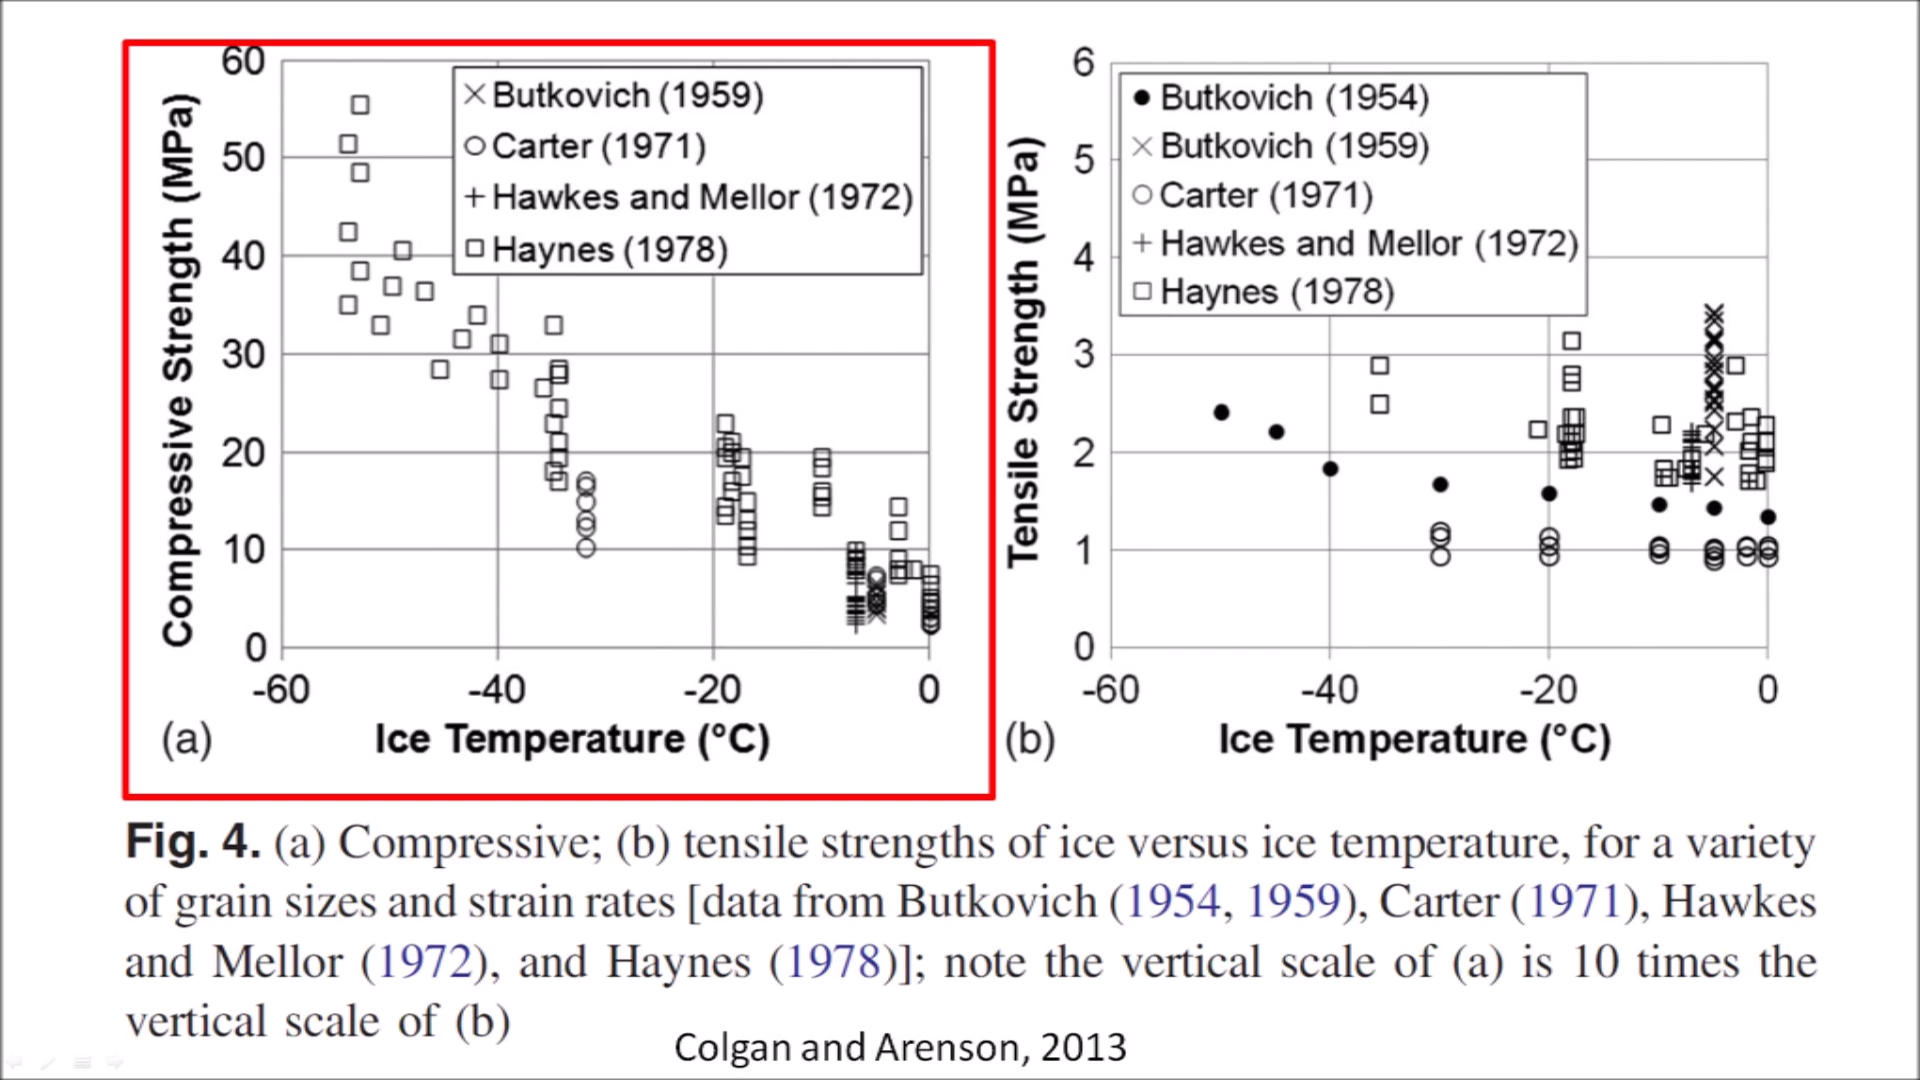 60
50
40
30
20
10
0
-60
-40
-20
0
Compressive Strength (MPa)
× Butkovich (1959)
○ Carter (1971)
+ Hawkes and Mellor (1972)
□ Haynes (1978)
(a)
Ice Temperature (°C)
6
5
4
3
2
1
0
-60
-40
-20
0
Tensile Strength (MPa)
● Butkovich (1954)
× Butkovich (1959)
○ Carter (1971)
+ Hawkes and Mellor (1972)
□ Haynes (1978)
(b)
Ice Temperature (°C)
Fig. 4. (a) Compressive; (b) tensile strengths of ice versus ice temperature, for a variety
of grain sizes and strain rates [data from Butkovich (1954, 1959), Carter (1971), Hawkes
and Mellor (1972), and Haynes (1978)]; note the vertical scale of (a) is 10 times the
vertical scale of (b)
Colgan and Arenson, 2013